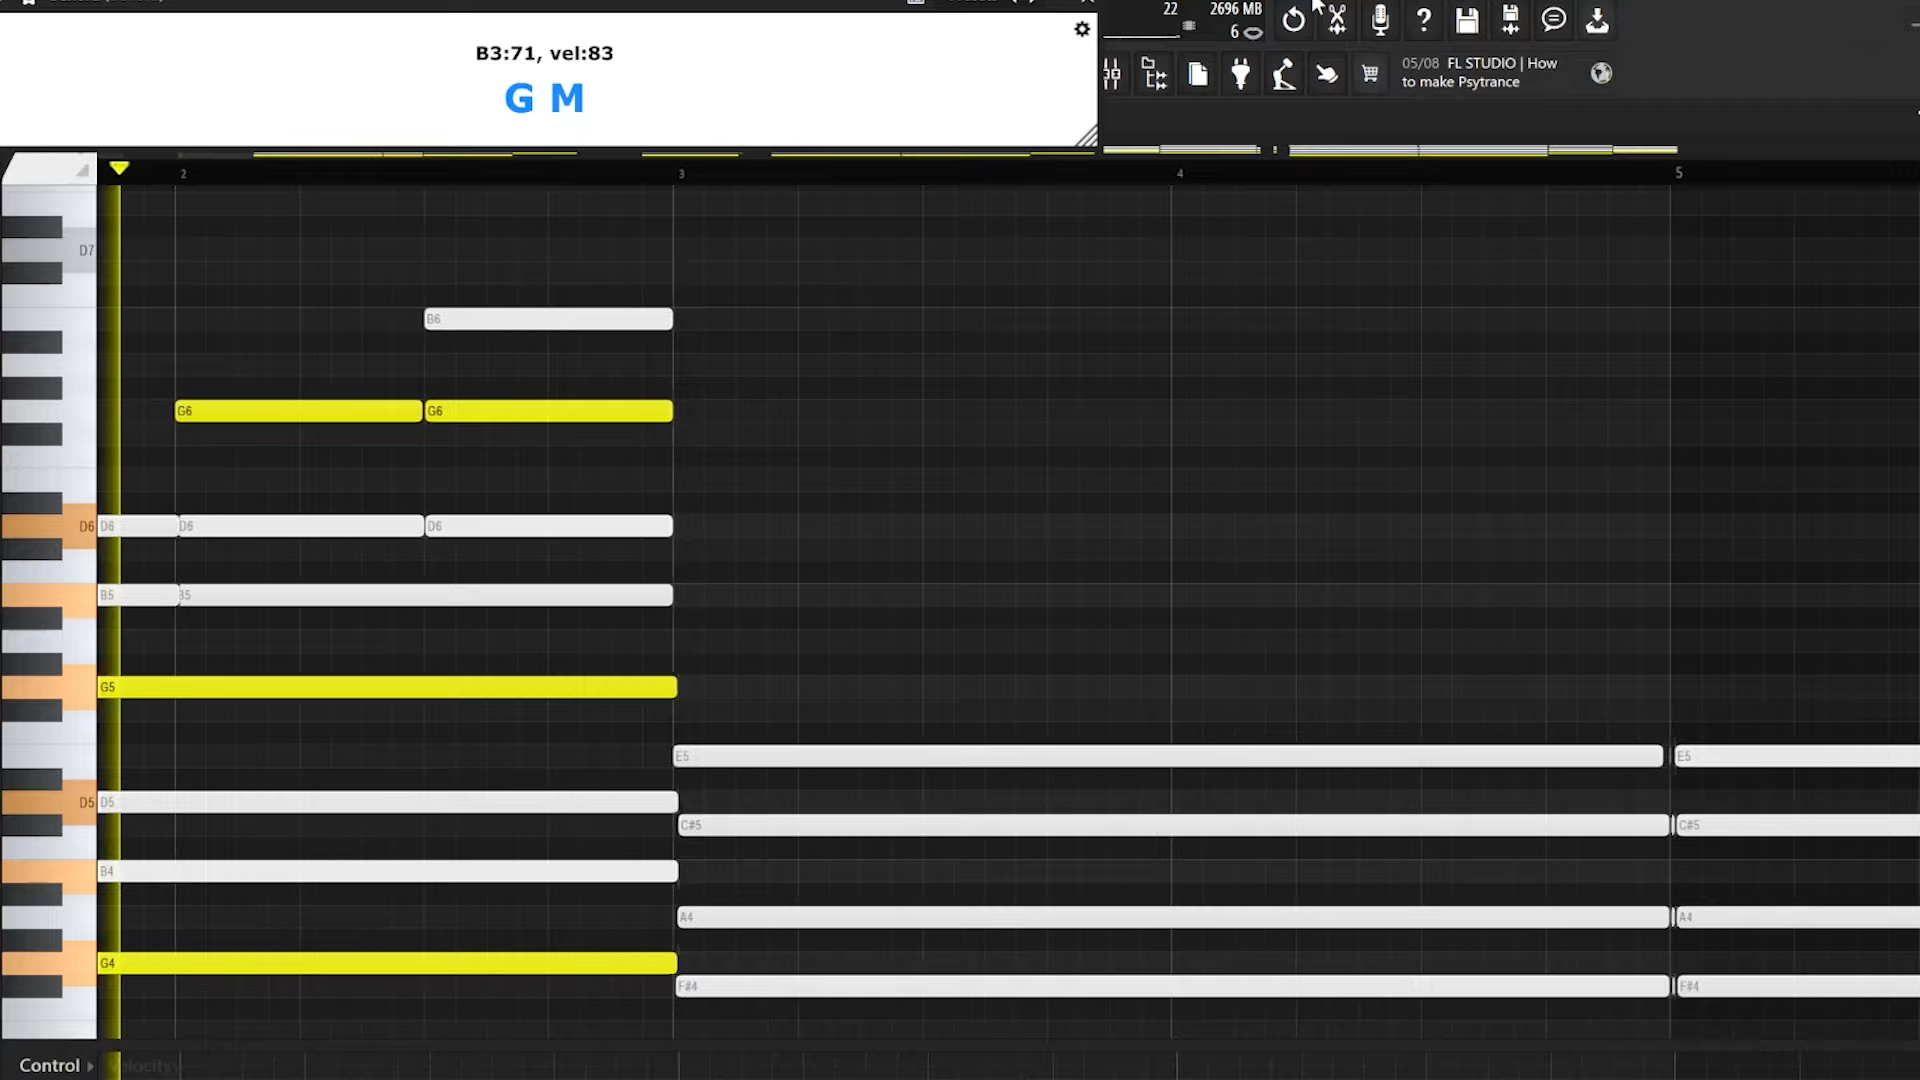 22
2696 MB
6
B3:71, vel:83
G M
05/08 FL STUDIO | How
to make Psytrance
2
3
4
5
D7
B6
G6
G6
D6
D6
D6
D6
B5
B5
G5
E5
E5
D5
D5
C#5
C#5
B4
A4
A4
G4
F#4
F#4
Control